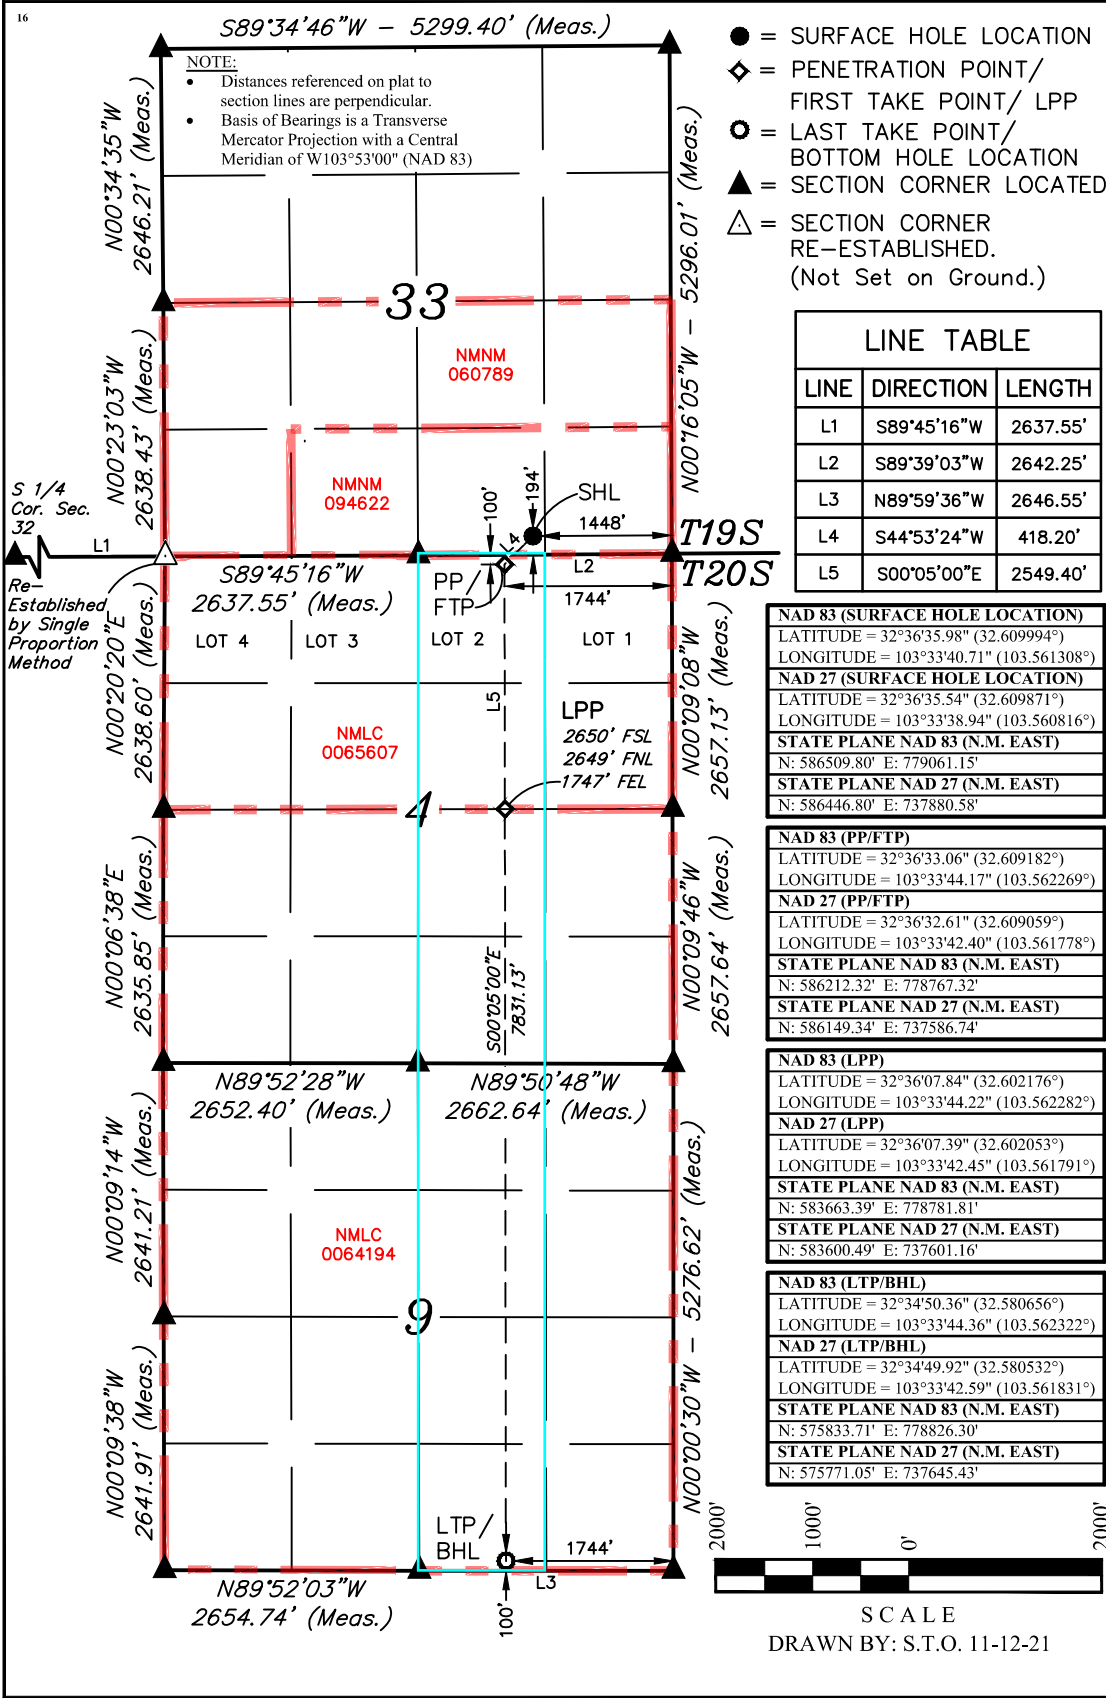 16
S89°34'46"W – 5299.40' (Meas.)
NOTE:
• Distances referenced on plat to
section lines are perpendicular.
• Basis of Bearings is a Transverse
Mercator Projection with a Central
Meridian of W103°53'00" (NAD 83)
N00°34'35"W
2646.21' (Meas.)
N00°16'05"W – 5296.01' (Meas.)
33
NMNM
060789
N00°23'03"W
2638.43' (Meas.)
NMNM
094622
100'
194'
SHL
1448'
L4
T19S
S 1/4
Cor. Sec.
32
L1
L2
T20S
Re-
Established
by Single
Proportion
Method
S89°45'16"W
2637.55' (Meas.)
PP/
FTP
1744'
LOT 4
LOT 3
LOT 2
LOT 1
N00°20'20"E
2638.60' (Meas.)
N00°09'08"W
2657.13' (Meas.)
L5
LPP
2650' FSL
2649' FNL
1747' FEL
NMLC
0065607
4
N00°06'38"E
2635.85' (Meas.)
N00°09'46"W
2657.64' (Meas.)
S00°05'00"E
7831.13'
N89°52'28"W
2652.40' (Meas.)
N89°50'48"W
2662.64' (Meas.)
N00°09'14"W
2641.21' (Meas.)
NMLC
0064194
9
N00°00'30"W – 5276.62' (Meas.)
N00°09'38"W
2641.91' (Meas.)
LTP/
BHL
1744'
L3
100'
N89°52'03"W
2654.74' (Meas.)
= SURFACE HOLE LOCATION
= PENETRATION POINT/
FIRST TAKE POINT/ LPP
= LAST TAKE POINT/
BOTTOM HOLE LOCATION
= SECTION CORNER LOCATED
= SECTION CORNER
RE-ESTABLISHED.
(Not Set on Ground.)
LINE TABLE
LINE DIRECTION LENGTH
L1 S89°45'16"W 2637.55'
L2 S89°39'03"W 2642.25'
L3 N89°59'36"W 2646.55'
L4 S44°53'24"W 418.20'
L5 S00°05'00"E 2549.40'
NAD 83 (SURFACE HOLE LOCATION)
LATITUDE = 32°36'35.98" (32.609994°)
LONGITUDE = 103°33'40.71" (103.561308°)
NAD 27 (SURFACE HOLE LOCATION)
LATITUDE = 32°36'35.54" (32.609871°)
LONGITUDE = 103°33'38.94" (103.560816°)
STATE PLANE NAD 83 (N.M. EAST)
N: 586509.80' E: 779061.15'
STATE PLANE NAD 27 (N.M. EAST)
N: 586446.80' E: 737880.58'
NAD 83 (PP/FTP)
LATITUDE = 32°36'33.06" (32.609182°)
LONGITUDE = 103°33'44.17" (103.562269°)
NAD 27 (PP/FTP)
LATITUDE = 32°36'32.61" (32.609059°)
LONGITUDE = 103°33'42.40" (103.561778°)
STATE PLANE NAD 83 (N.M. EAST)
N: 586212.32' E: 778767.32'
STATE PLANE NAD 27 (N.M. EAST)
N: 586149.34' E: 737586.74'
NAD 83 (LPP)
LATITUDE = 32°36'07.84" (32.602176°)
LONGITUDE = 103°33'44.22" (103.562282°)
NAD 27 (LPP)
LATITUDE = 32°36'07.39" (32.602053°)
LONGITUDE = 103°33'42.45" (103.561791°)
STATE PLANE NAD 83 (N.M. EAST)
N: 583663.39' E: 778781.81'
STATE PLANE NAD 27 (N.M. EAST)
N: 583600.49' E: 737601.16'
NAD 83 (LTP/BHL)
LATITUDE = 32°34'50.36" (32.580656°)
LONGITUDE = 103°33'44.36" (103.562322°)
NAD 27 (LTP/BHL)
LATITUDE = 32°34'49.92" (32.580532°)
LONGITUDE = 103°33'42.59" (103.561831°)
STATE PLANE NAD 83 (N.M. EAST)
N: 575833.71' E: 778826.30'
STATE PLANE NAD 27 (N.M. EAST)
N: 575771.05' E: 737645.43'
2000' 1000' 0' 2000'
SCALE
DRAWN BY: S.T.O. 11-12-21